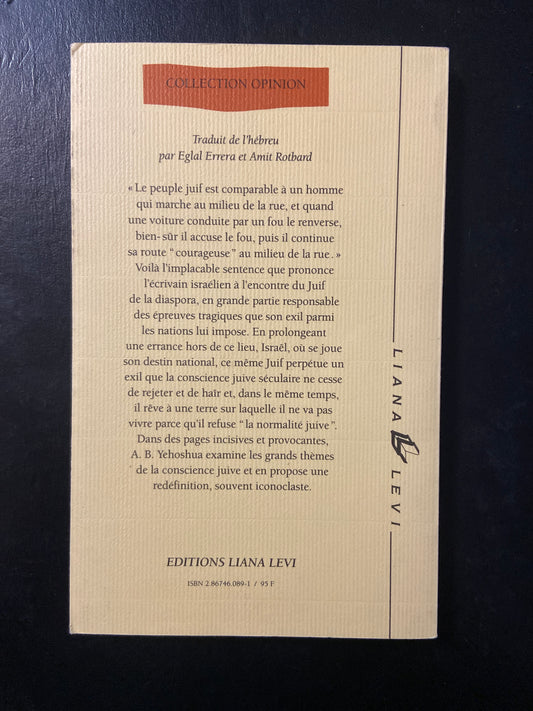 COLLECTION OPINION
Traduit de l'hébreu
par Eglal Errera et Amit Rotbard
« Le peuple juif est comparable à un homme
qui marche au milieu de la rue, et quand
une voiture conduite par un fou le renverse,
bien-sûr il accuse le fou, puis il continue
sa route "courageuse" au milieu de la rue. »
Voilà l'implacable sentence que prononce
l'écrivain israélien à l'encontre du Juif
de la diaspora, en grande partie responsable
des épreuves tragiques que son exil parmi
les nations lui impose. En prolongeant
une errance hors de ce lieu, Israël, où se joue
son destin national, ce même Juif perpétue un
exil que la conscience juive séculaire ne cesse
de rejeter et de haïr et, dans le même temps,
il rêve à une terre sur laquelle il ne va pas
vivre parce qu'il refuse "la normalité juive".
Dans des pages incisives et provocantes,
A. B. Yehoshua examine les grands thèmes
de la conscience juive et en propose une
redéfinition, souvent iconoclaste.
EDITIONS LIANA LEVI
ISBN 2.86746.089-1 / 95 F
LIANA LEVI